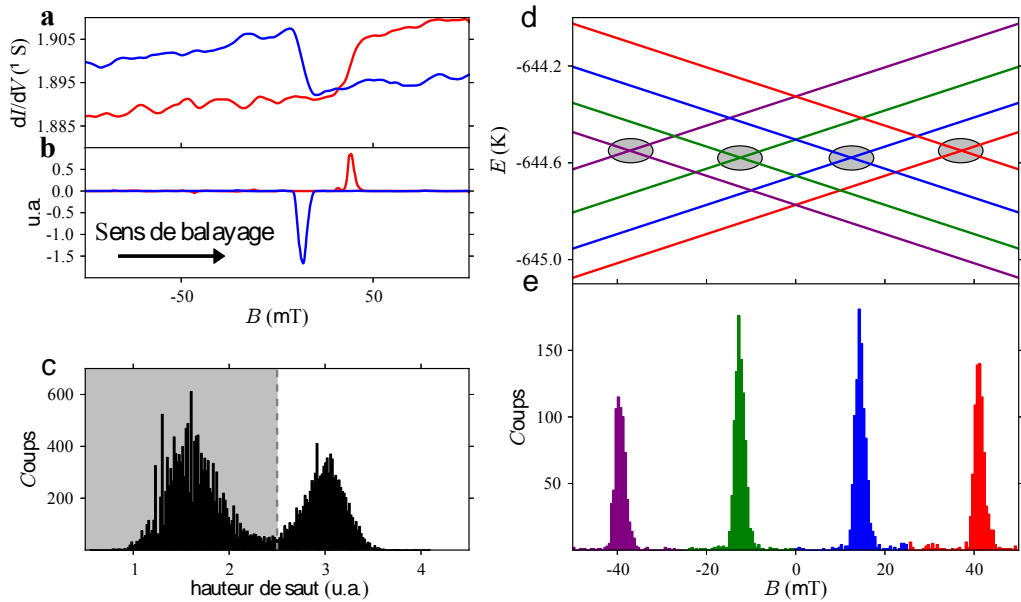 a
1.905
1.895
1.885
dI/dV (¹ S)
b
0.0
-0.5
-1.0
-1.5
u.a.
Sens de balayage
-50
50
B (mT)
c
600
400
200
0
Coups
1
2
3
4
hauteur de saut (u.a.)
d
-644.2
-644.6
-645.0
E (K)
e
150
100
50
Coups
-40
-20
0
20
40
B (mT)